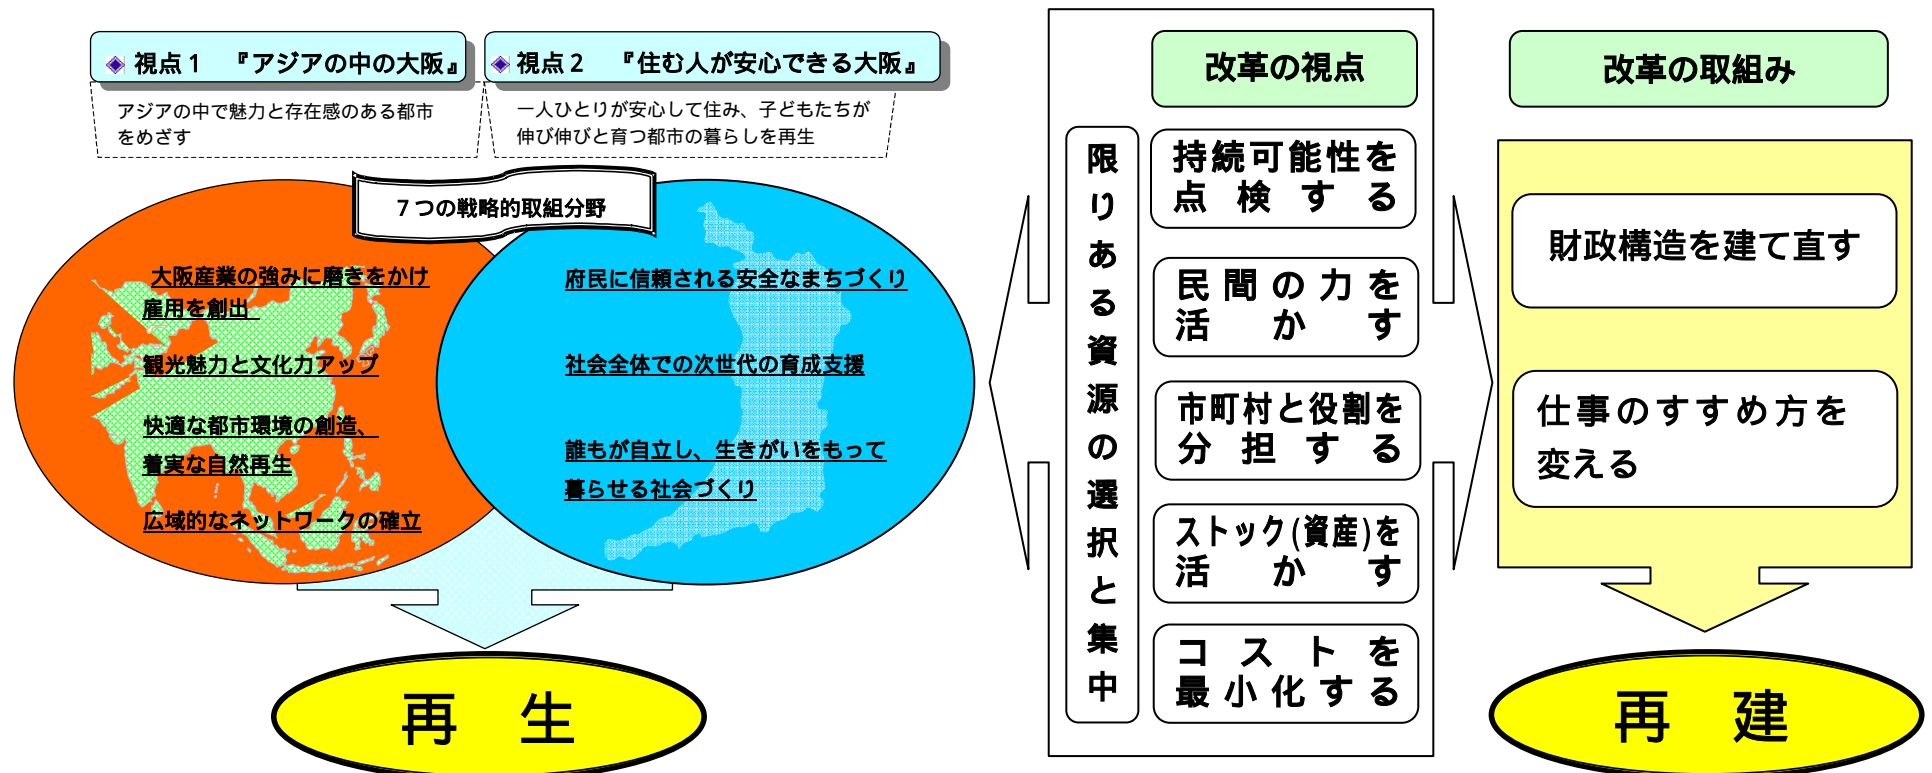 視点１　『アジアの中の大阪』
アジアの中で魅力と存在感のある都市
をめざす
視点２　『住む人が安心できる大阪』
一人ひとりが安心して住み、子どもたちが
伸び伸びと育つ都市の暮らしを再生
７つの戦略的取組分野
大阪産業の強みに磨きをかけ
雇用を創出
観光魅力と文化力アップ
快適な都市環境の創造、
着実な自然再生
広域的なネットワークの確立
府民に信頼される安全なまちづくり
社会全体での次世代の育成支援
誰もが自立し、生きがいをもって
暮らせる社会づくり
再　生
限りある資源の選択と集中
改革の視点
持続可能性を
点検する
民間の力を
活かす
市町村と役割を
分担する
ストック(資産)を
活かす
コストを
最小化する
改革の取組み
財政構造を建て直す
仕事のすすめ方を
変える
再　建